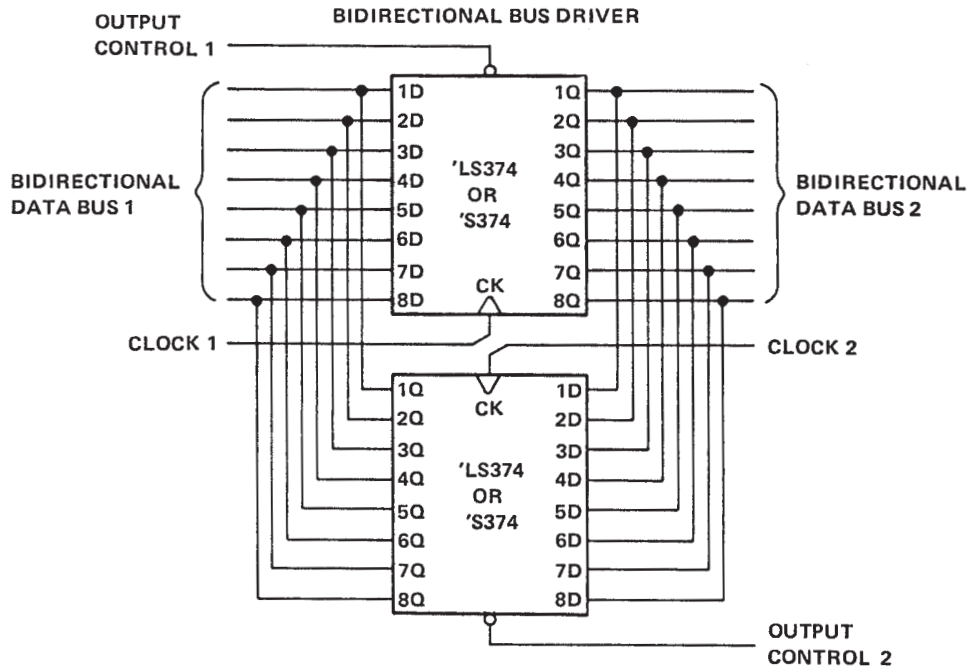 BIDIRECTIONAL BUS DRIVER
OUTPUT
CONTROL 1
BIDIRECTIONAL
DATA BUS 1
1D
2D
3D
4D
5D
6D
7D
8D
'LS374
OR
'S374
CK
1Q
2Q
3Q
4Q
5Q
6Q
7Q
8Q
BIDIRECTIONAL
DATA BUS 2
CLOCK 1
CLOCK 2
1Q
2Q
3Q
4Q
5Q
6Q
7Q
8Q
CK
'LS374
OR
'S374
1D
2D
3D
4D
5D
6D
7D
8D
OUTPUT
CONTROL 2